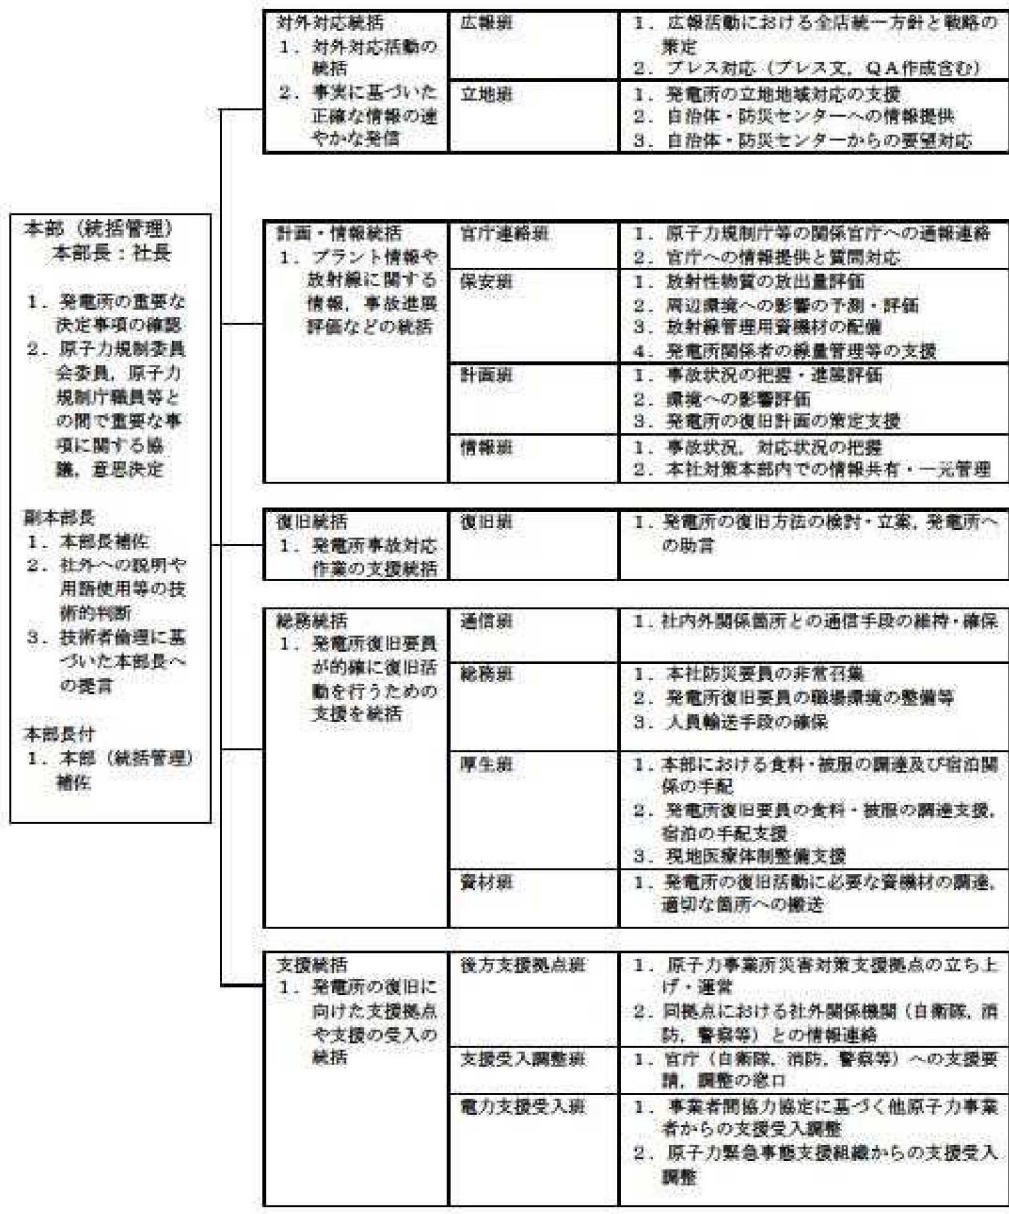 本部（統括管理）
本部長：社長
1．発電所の重要な
決定事項の確認
2．原子力規制委員
会委員，原子力
規制庁職員等と
の間で重要な事
項に関する協
議，意思決定
副本部長
1．本部長補佐
2．社外への説明や
用語使用等の技
術的判断
3．技術者倫理に基
づいた本部長へ
の提言
本部長付
1．本部（統括管理）
補佐
対外対応統括
1．対外対応活動の
統括
2．事実に基づいた
正確な情報の速
やかな発信
広報班
1．広報活動における全店統一方針と戦略の
策定
2．プレス対応（プレス文，QA作成含む）
立地班
1．発電所の立地地域対応の支援
2．自治体・防災センターへの情報提供
3．自治体・防災センターからの要望対応
計画・情報統括
1．プラント情報や
放射線に関する
情報，事故進展
評価などの統括
官庁連絡班
1．原子力規制庁等の関係官庁への通報連絡
2．官庁への情報提供と質問対応
保安班
1．放射性物質の放出量評価
2．周辺環境への影響の予測・評価
3．放射線管理用資機材の配備
4．発電所関係者の線量管理等の支援
計画班
1．事故状況の把握・進展評価
2．環境への影響評価
3．発電所の復旧計画の策定支援
情報班
1．事故状況，対応状況の把握
2．本社対策本部内での情報共有・一元管理
復旧統括
1．発電所事故対応
作業の支援統括
復旧班
1．発電所の復旧方法の検討・立案，発電所へ
の助言
総務統括
1．発電所復旧要員
が的確に復旧活
動を行うための
支援を統括
通信班
1．社内外関係箇所との通信手段の維持・確保
総務班
1．本社防災要員の非常召集
2．発電所復旧要員の職場環境の整備等
3．人員輸送手段の確保
厚生班
1．本部における食料・被服の調達及び宿泊関
係の手配
2．発電所復旧要員の食料・被服の調達支援，
宿泊の手配支援
3．現地医療体制整備支援
資材班
1．発電所の復旧活動に必要な資機材の調達，
適切な箇所への搬送
支援統括
1．発電所の復旧に
向けた支援拠点
や支援の受入の
統括
後方支援拠点班
1．原子力事業所災害対策支援拠点の立ち上
げ・運営
2．同拠点における社外関係機関（自衛隊，消
防，警察等）との情報連絡
支援受入調整班
1．官庁（自衛隊，消防，警察等）への支援要
請，調整の窓口
電力支援受入班
1．事業者間協力協定に基づく他原子力事業
者からの支援受入調整
2．原子力緊急事態支援組織からの支援受入
調整